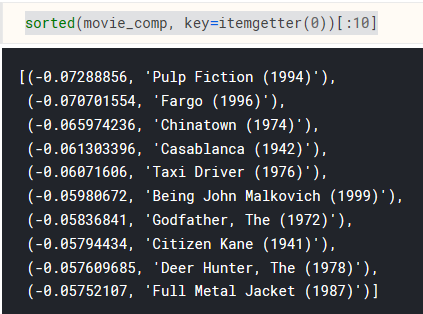 sorted(movie_comp, key=itemgetter(0))[:10]
[(-0.07288856, 'Pulp Fiction (1994)'),
(-0.070701554, 'Fargo (1996)'),
(-0.065974236, 'Chinatown (1974)'),
(-0.061303396, 'Casablanca (1942)'),
(-0.06071606, 'Taxi Driver (1976)'),
(-0.05980672, 'Being John Malkovich (1999)'),
(-0.05836841, 'Godfather, The (1972)'),
(-0.05794434, 'Citizen Kane (1941)'),
(-0.057609685, 'Deer Hunter, The (1978)'),
(-0.05752107, 'Full Metal Jacket (1987)')]